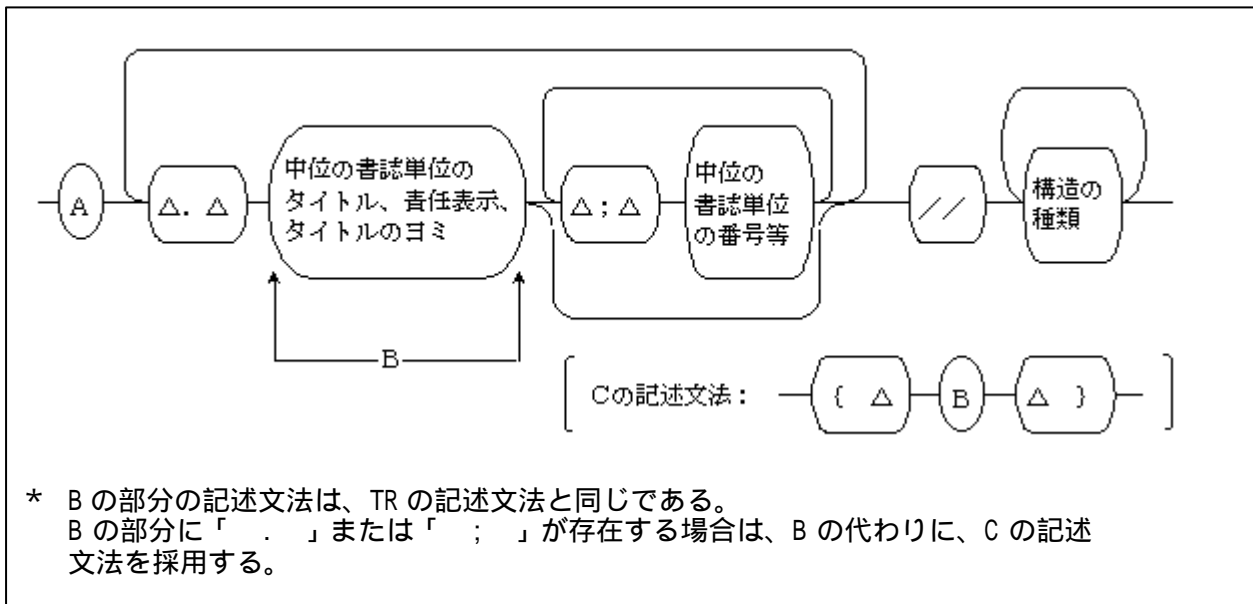 A
△．△
中位の書誌単位の
タイトル、責任表示、
タイトルのヨミ
△；△
中位の
書誌単位
の番号等
//
構造の
種類
B
Cの記述文法：
{ △
B
△ }
* Bの部分の記述文法は、TRの記述文法と同じである。
Bの部分に「 . 」または「 ; 」が存在する場合は、Bの代わりに、Cの記述
文法を採用する。